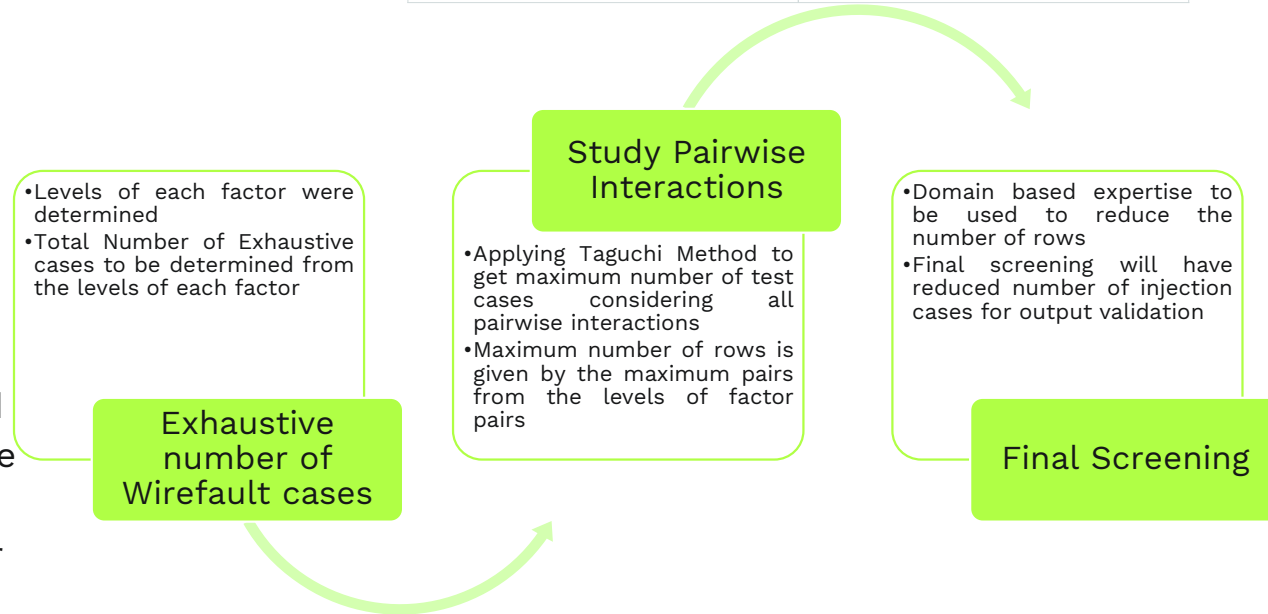 •Levels of each factor were
determined
•Total Number of Exhaustive
cases to be determined from
the levels of each factor
Exhaustive
number of
Wirefault cases
Study Pairwise
Interactions
•Applying Taguchi Method to
get maximum number of test
cases considering all
pairwise interactions
•Maximum number of rows is
given by the maximum pairs
from the levels of factor
pairs
•Domain based expertise to
be used to reduce the
number of rows
•Final screening will have
reduced number of injection
cases for output validation
Final Screening